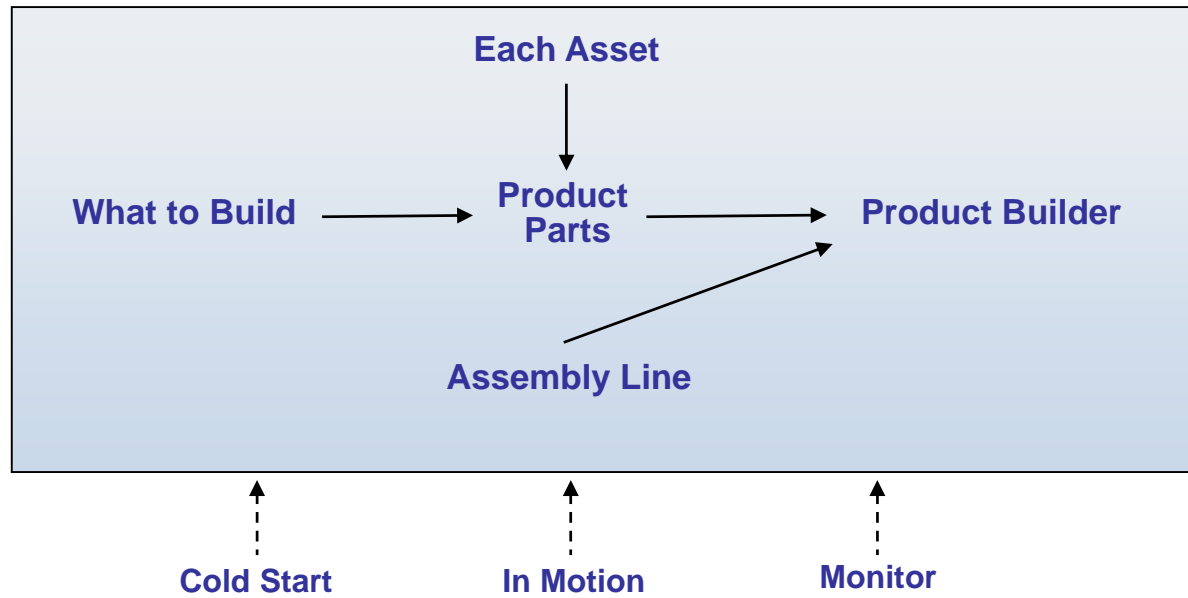 Each Asset
What to Build
Product
Parts
Product Builder
Assembly Line
Cold Start
In Motion
Monitor